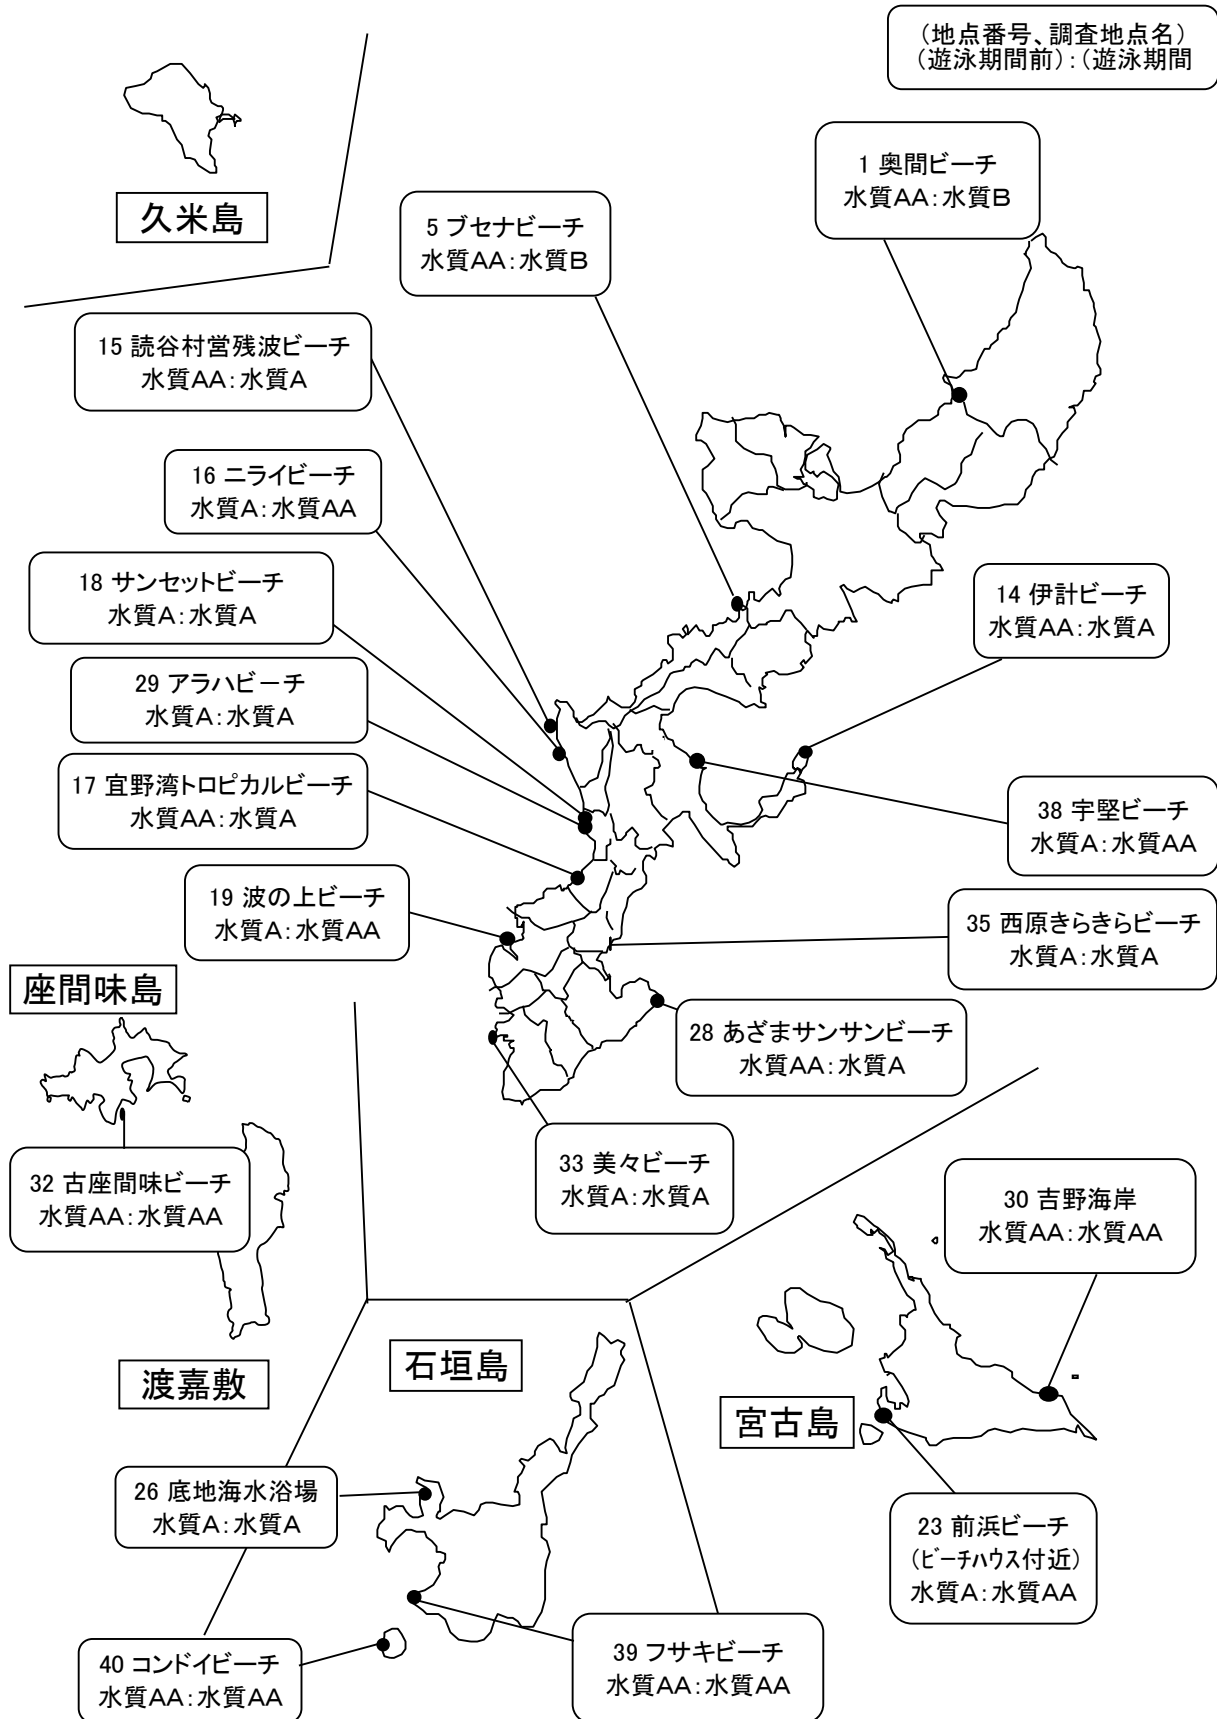 (地点番号、調査地点名)
(遊泳期間前):(遊泳期間
久米島
1 奥間ビーチ
水質AA:水質B
5 ブセナビーチ
水質AA:水質B
15 読谷村営残波ビーチ
水質AA:水質A
16 ニライビーチ
水質A:水質AA
18 サンセットビーチ
水質A:水質A
14 伊計ビーチ
水質AA:水質A
29 アラハビーチ
水質A:水質A
17 宜野湾トロピカルビーチ
水質AA:水質A
38 宇堅ビーチ
水質A:水質AA
19 波の上ビーチ
水質A:水質AA
35 西原きらきらビーチ
水質A:水質A
座間味島
28 あざまサンサンビーチ
水質AA:水質A
33 美々ビーチ
水質A:水質A
32 古座間味ビーチ
水質AA:水質AA
30 吉野海岸
水質AA:水質AA
渡嘉敷
石垣島
宮古島
26 底地海水浴場
水質A:水質A
23 前浜ビーチ
(ビーチハウス付近)
水質A:水質AA
40 コンドイビーチ
水質AA:水質AA
39 フサキビーチ
水質AA:水質AA